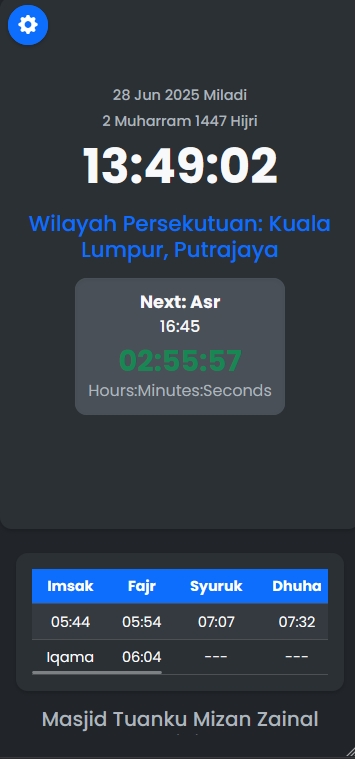 28 Jun 2025 Miladi
2 Muharram 1447 Hijri
13:49:02
Wilayah Persekutuan: Kuala
Lumpur, Putrajaya
Next: Asr
16:45
02:55:57
Hours:Minutes:Seconds
Imsak Fajr Syuruk Dhuha
05:44 05:54 07:07 07:32
Iqama 06:04 --- ---
Masjid Tuanku Mizan Zainal